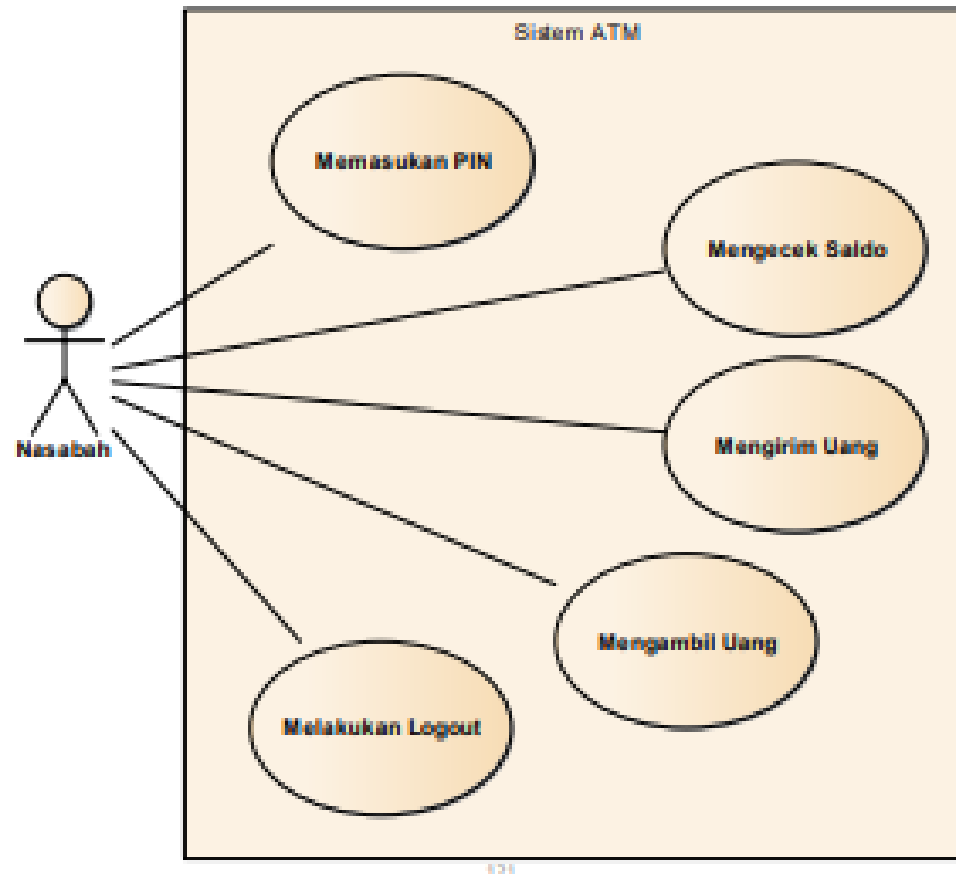 Sistem ATM
Memasukan PIN
Mengecek Saldo
Nasabah
Mengirim Uang
Mengambil Uang
Melakukan Logout